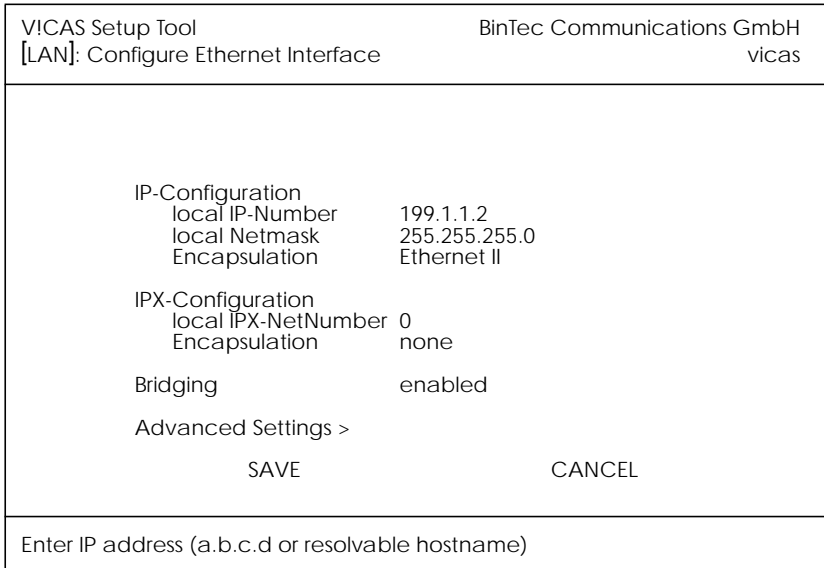 V!CAS Setup Tool BinTec Communications GmbH
[LAN]: Configure Ethernet Interface vicas
IP-Configuration
local IP-Number 199.1.1.2
local Netmask 255.255.255.0
Encapsulation Ethernet II
IPX-Configuration
local IPX-NetNumber 0
Encapsulation none
Bridging enabled
Advanced Settings >
SAVE CANCEL
Enter IP address (a.b.c.d or resolvable hostname)